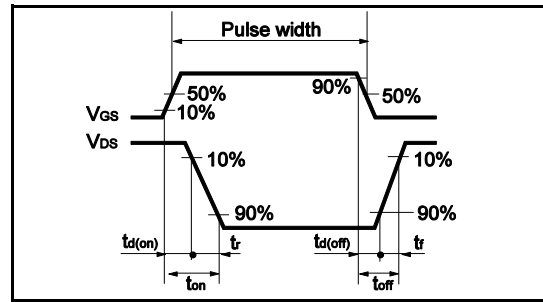 Pulse width
90%
50%
50%
10%
VGS
VDS
10%
10%
90%
90%
td(on)
tr
td(off)
tf
ton
toff